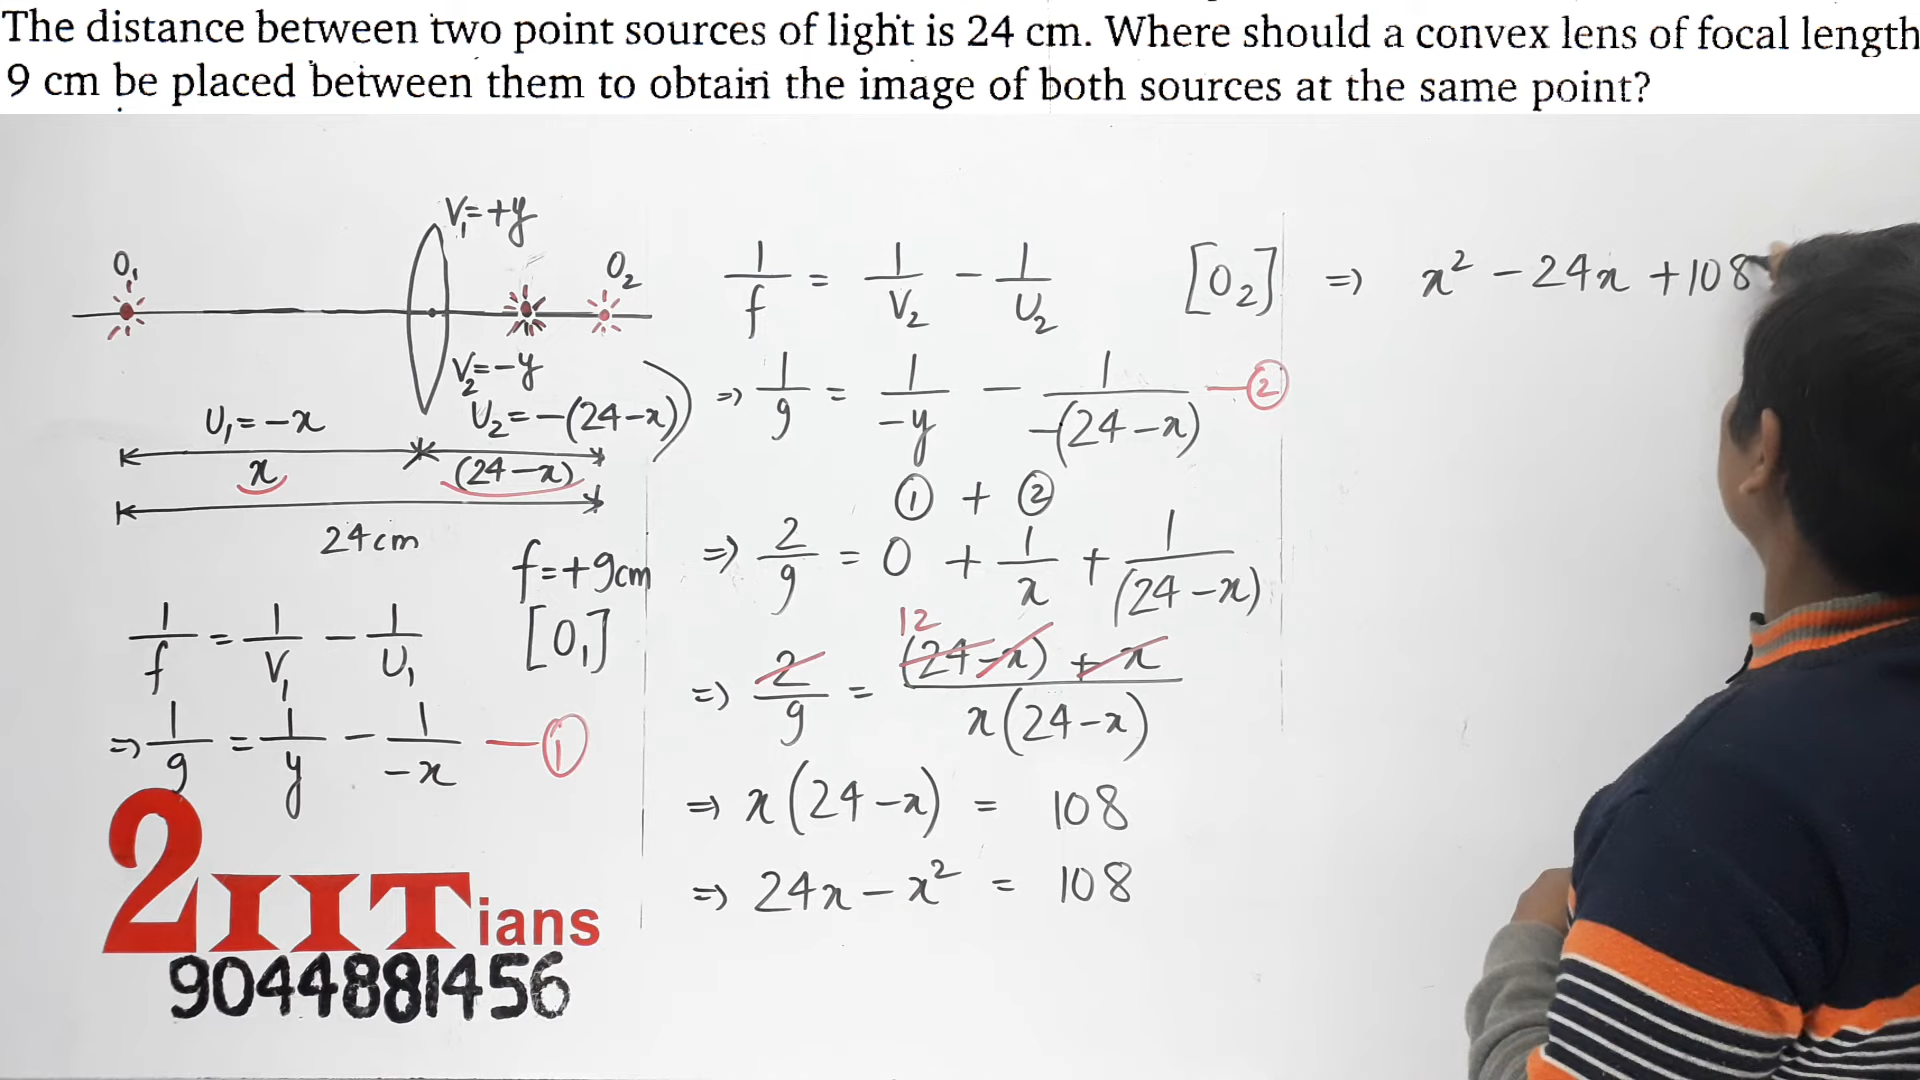 The distance between two point sources of light is 24 cm. Where should a convex lens of focal length
9 cm be placed between them to obtain the image of both sources at the same point?
V₁=+y
O₁
O₂
V₂=-y
U₁=-x
U₂=-(24-x)
x
(24-x)
24cm
f=+9cm
1/f = 1/V₁ - 1/U₁ [O₁]
⇒ 1/9 = 1/y - 1/-x —①
2IITians
9044881456
1/f = 1/V₂ - 1/U₂ [O₂]
⇒ 1/9 = 1/-y - 1/-(24-x) —②
① + ②
⇒ 2/9 = 0 + 1/x + 1/(24-x)
12
⇒ 2/9 = (24-x)+x / x(24-x)
⇒ x(24-x) = 108
⇒ 24x-x² = 108
⇒ x² - 24x + 108